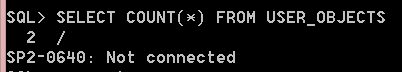 SQL> SELECT COUNT(*) FROM USER_OBJECTS
2 /
SP2-0640: Not connected